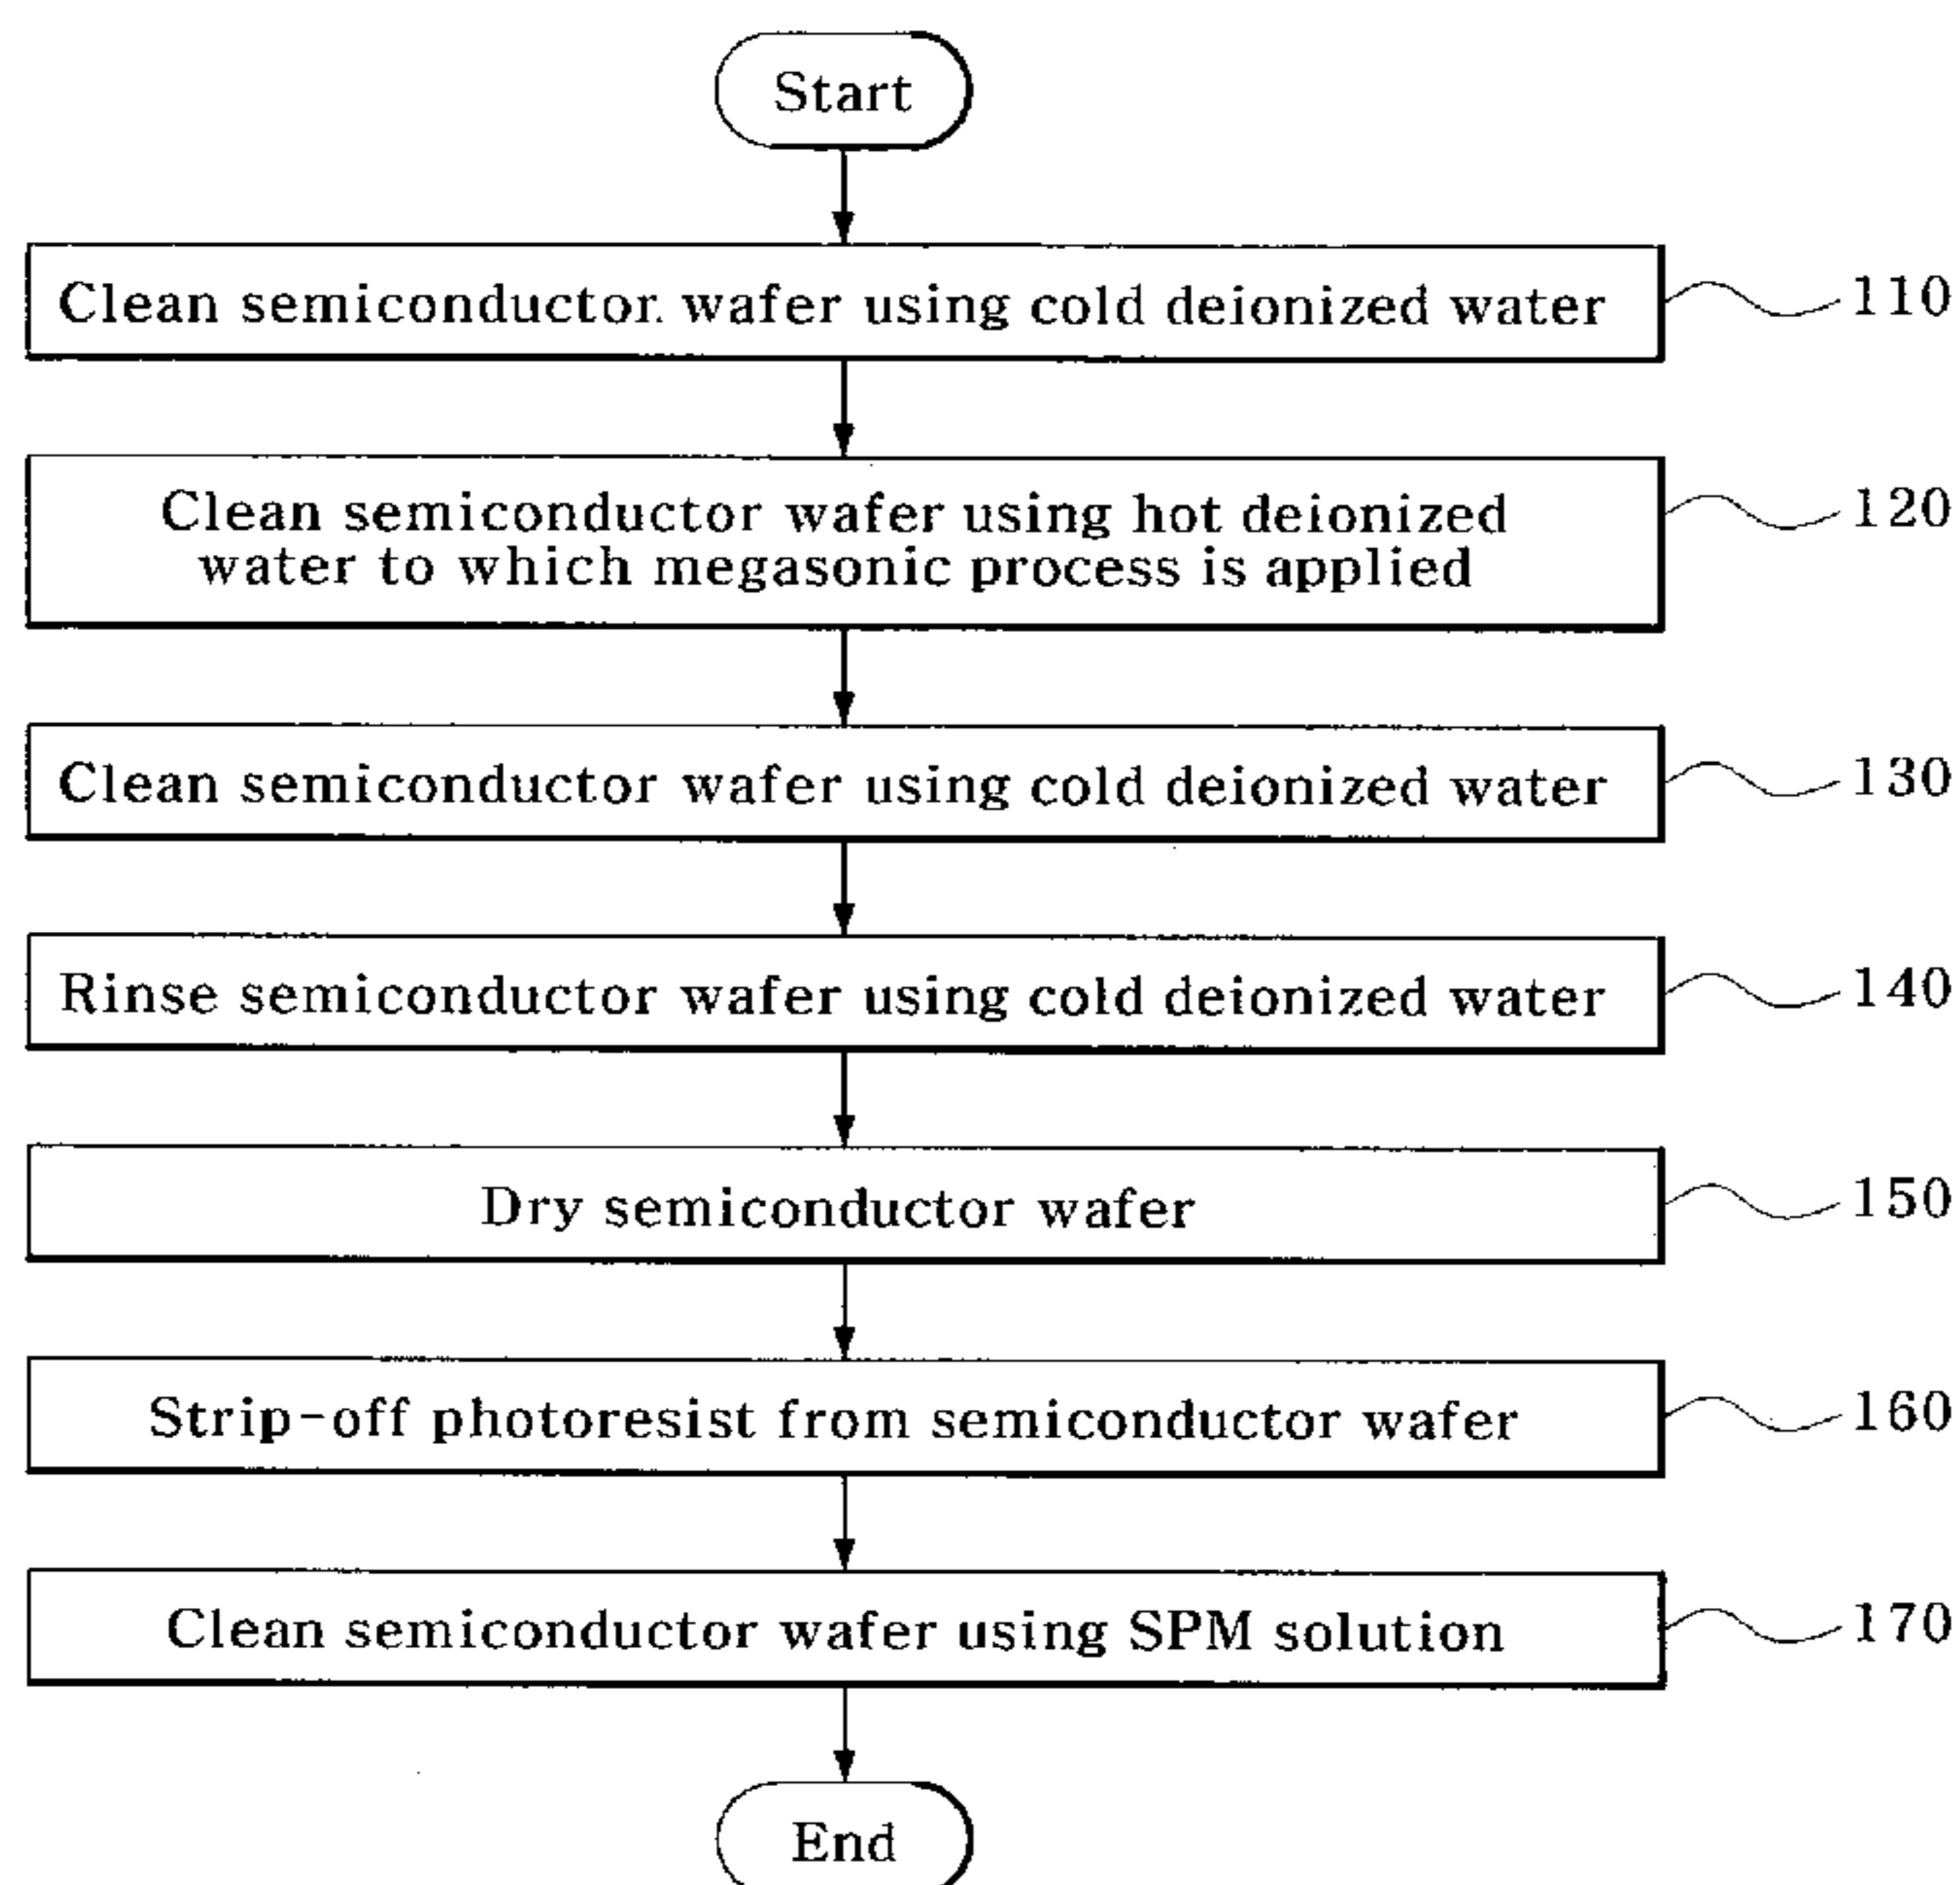 Start
Clean semiconductor wafer using cold deionized water 110
Clean semiconductor wafer using hot deionized
water to which megasonic process is applied 120
Clean semiconductor wafer using cold deionized water 130
Rinse semiconductor wafer using cold deionized water 140
Dry semiconductor wafer 150
Strip-off photoresist from semiconductor wafer 160
Clean semiconductor wafer using SPM solution 170
End